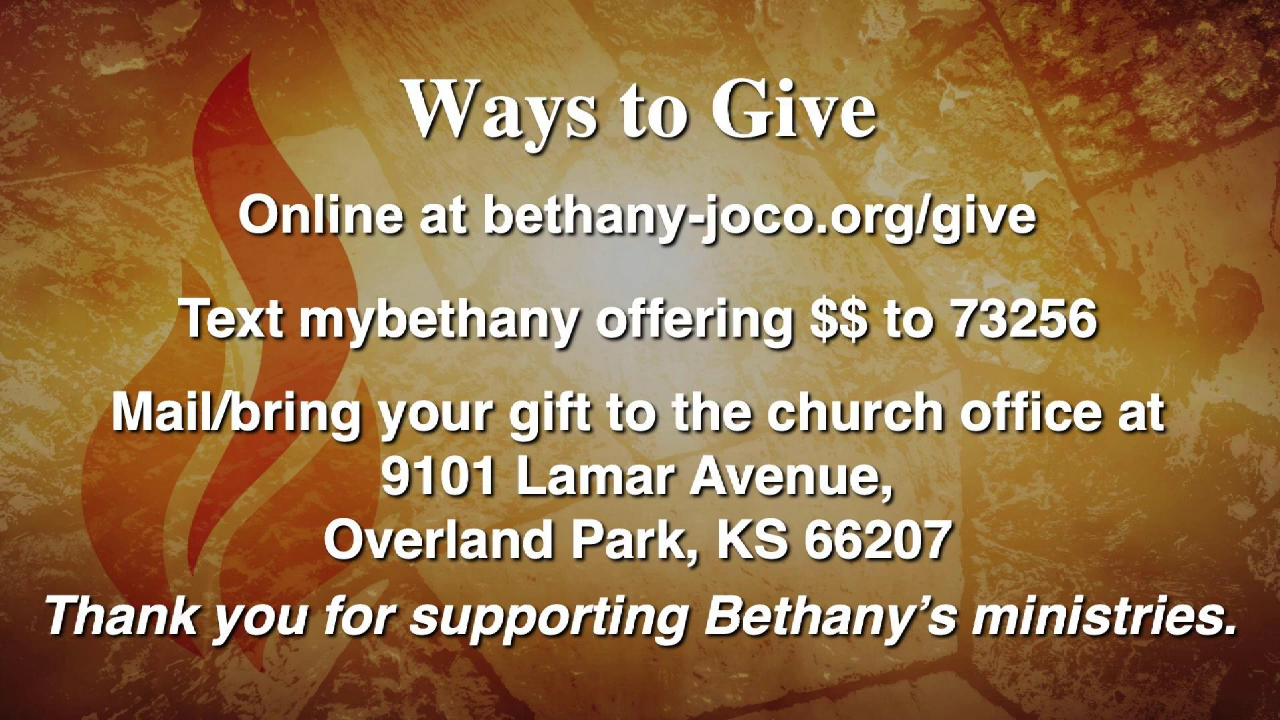 Ways to Give
Online at bethany-joco.org/give
Text mybethany offering $$ to 73256
Mail/bring your gift to the church office at
9101 Lamar Avenue,
Overland Park, KS 66207
Thank you for supporting Bethany’s ministries.